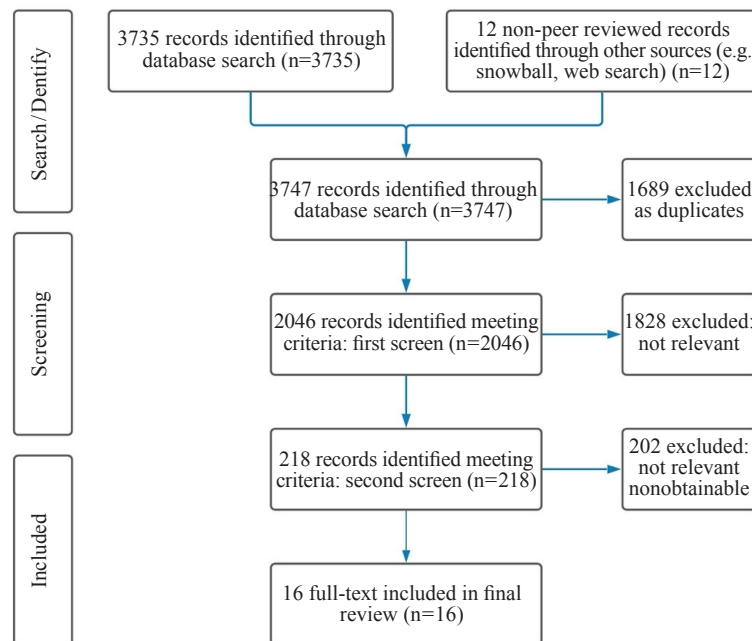 Search/Dentify
3735 records identified through
database search (n=3735)
12 non-peer reviewed records
identified through other sources (e.g.
snowball, web search) (n=12)
3747 records identified through
database search (n=3747)
1689 excluded
as duplicates
Screening
2046 records identified meeting
criteria: first screen (n=2046)
1828 excluded:
not relevant
218 records identified meeting
criteria: second screen (n=218)
202 excluded:
not relevant
nonobtainable
Included
16 full-text included in final
review (n=16)